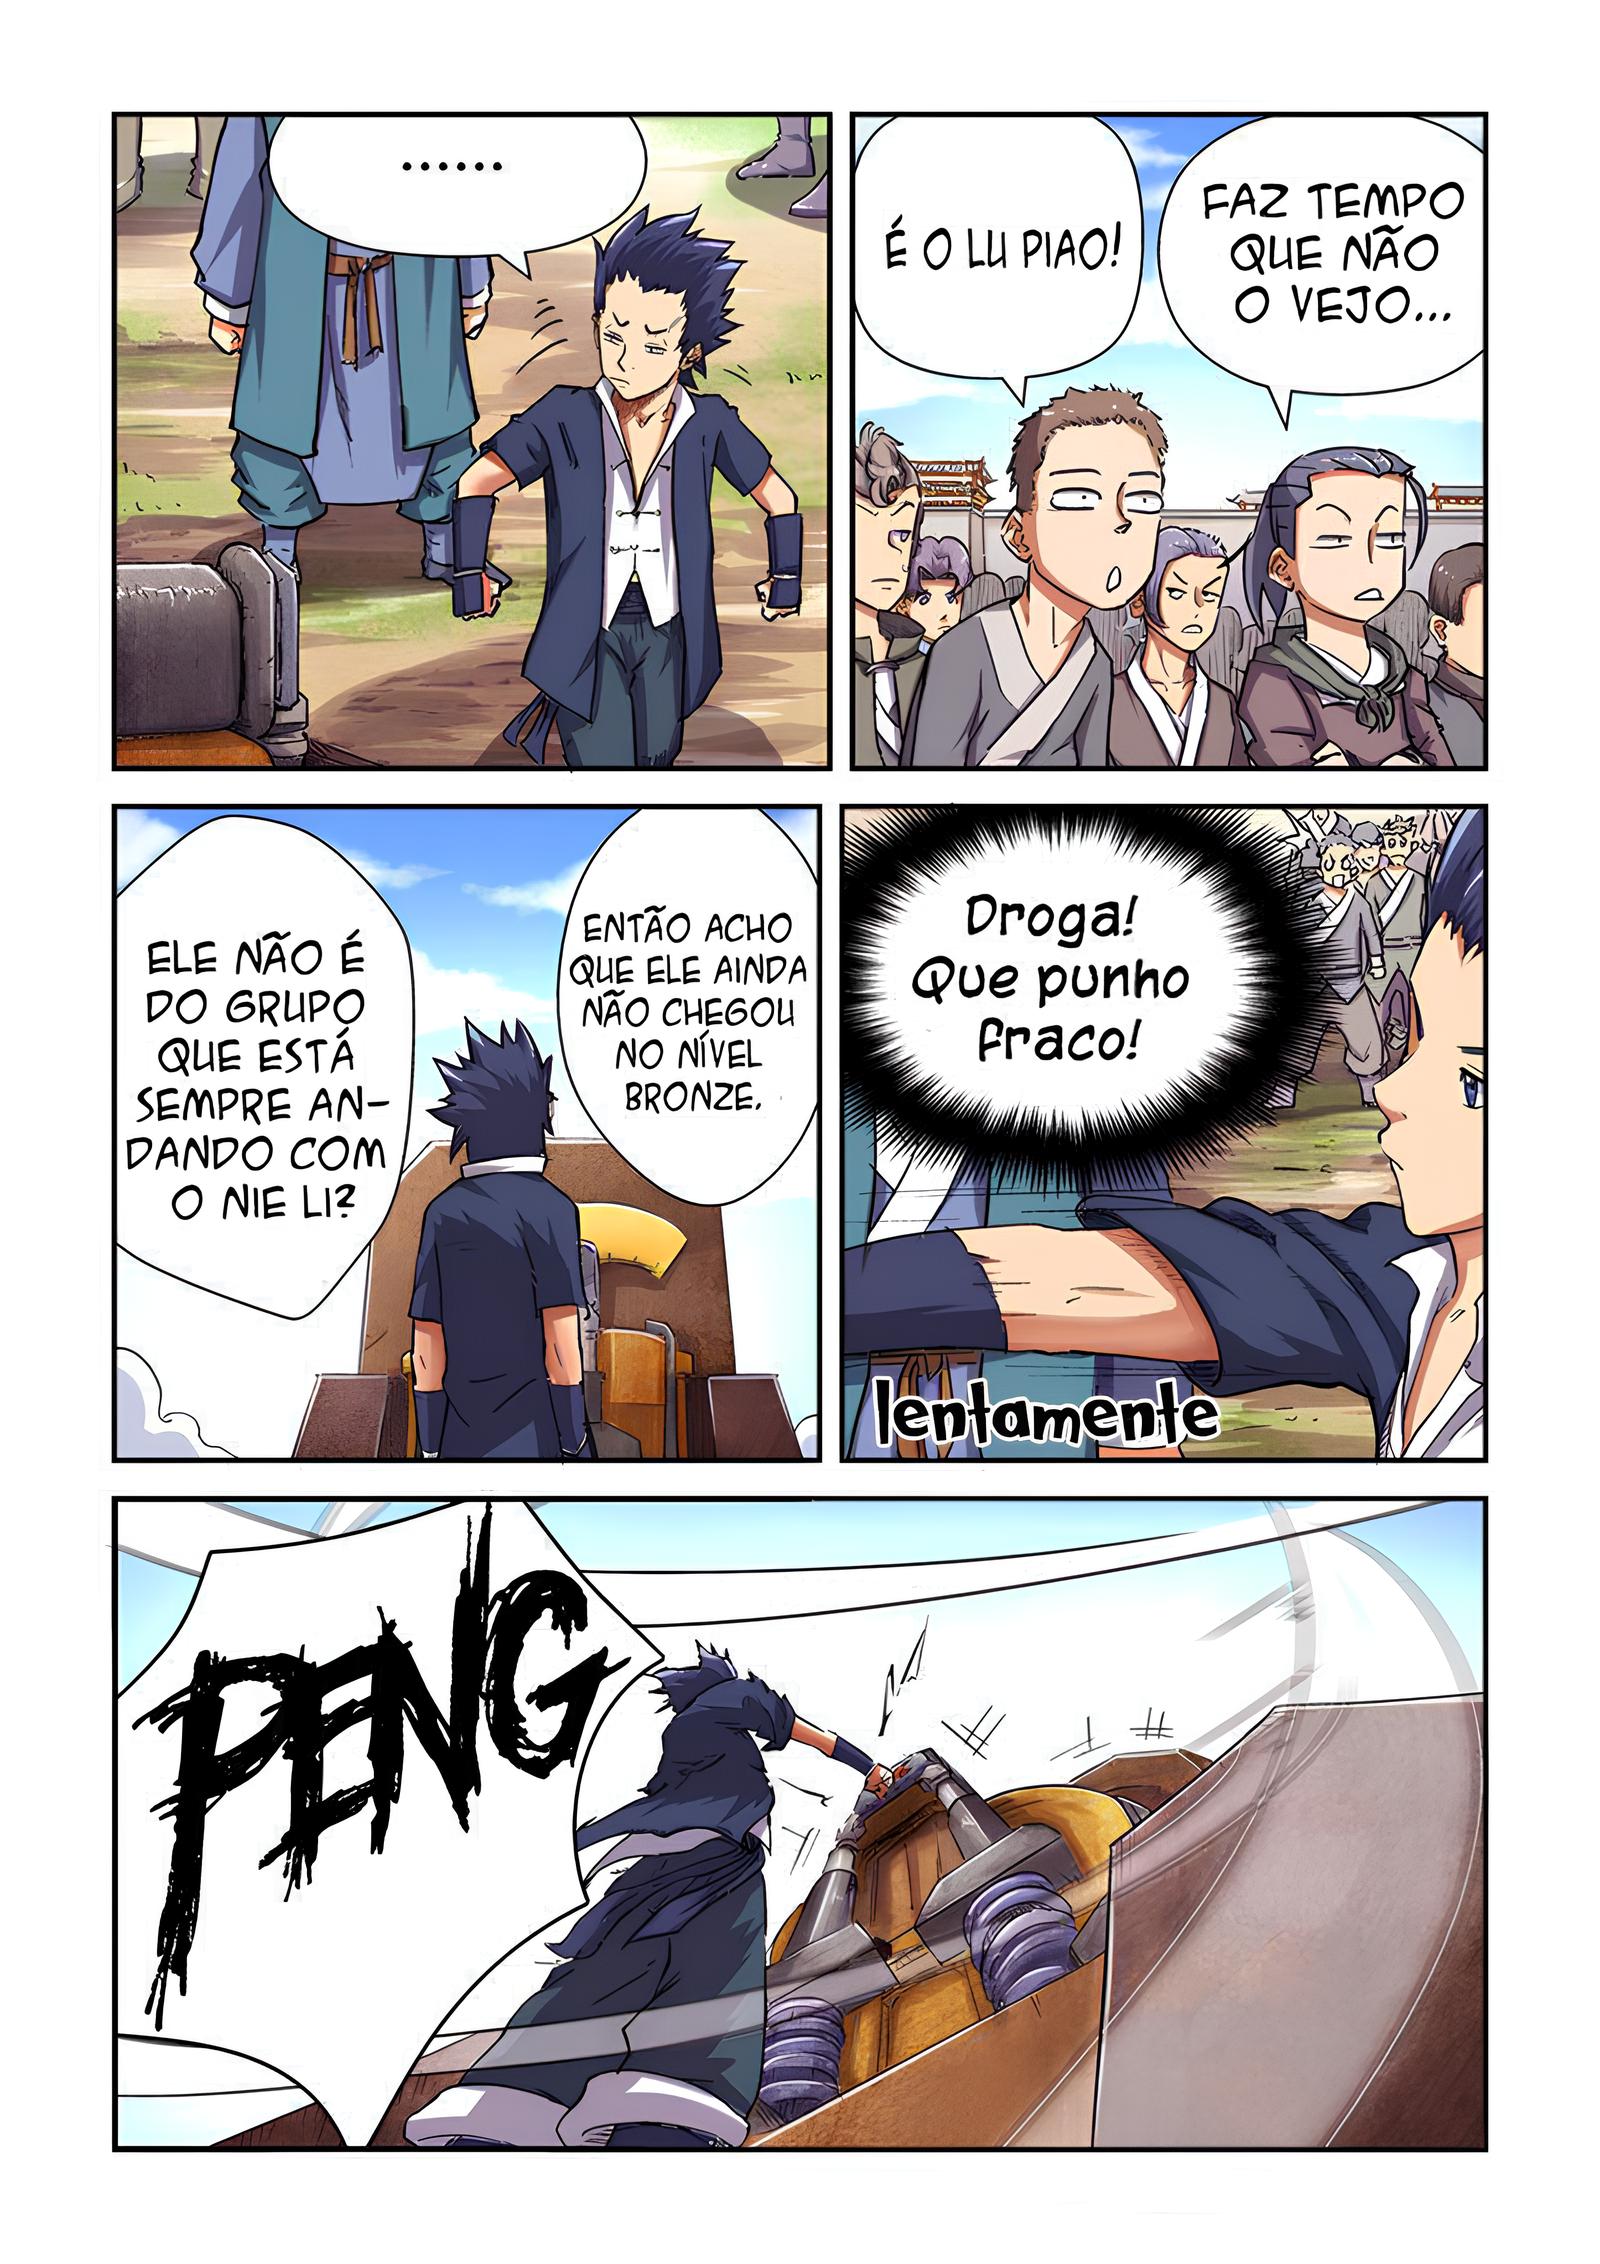 ......
É O LU PIAO!
FAZ TEMPO
QUE NÃO
O VEJO...
ELE NÃO É
DO GRUPO
QUE ESTÁ
SEMPRE AN-
DANDO COM
O NIE LI?
ENTÃO ACHO
QUE ELE AINDA
NÃO CHEGOU
NO NÍVEL
BRONZE.
Droga!
Que punho
fraco!
lentamente
PENG